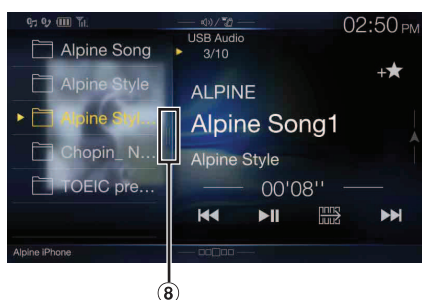 02:50 PM
USB Audio
3/10
Alpine Song
Alpine Style
Alpine Styl...
Chopin_ N...
TOEIC pre...
ALPINE
Alpine Song1
Alpine Style
00'08''
Alpine iPhone
8